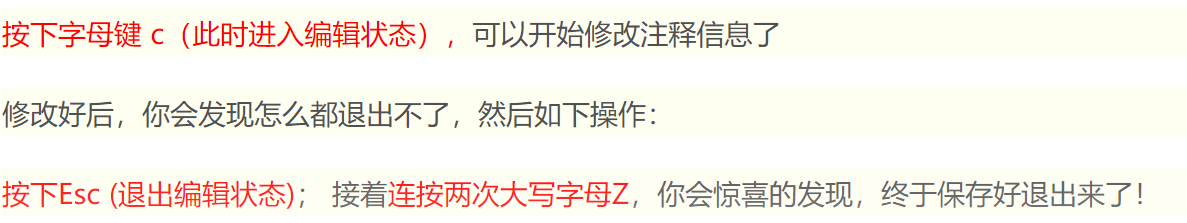 按下字母键 c（此时进入编辑状态），可以开始修改注释信息了
修改好后，你会发现怎么都退出不了，然后如下操作：
按下Esc (退出编辑状态)； 接着连按两次大写字母Z，你会惊喜的发现，终于保存好退出来了！